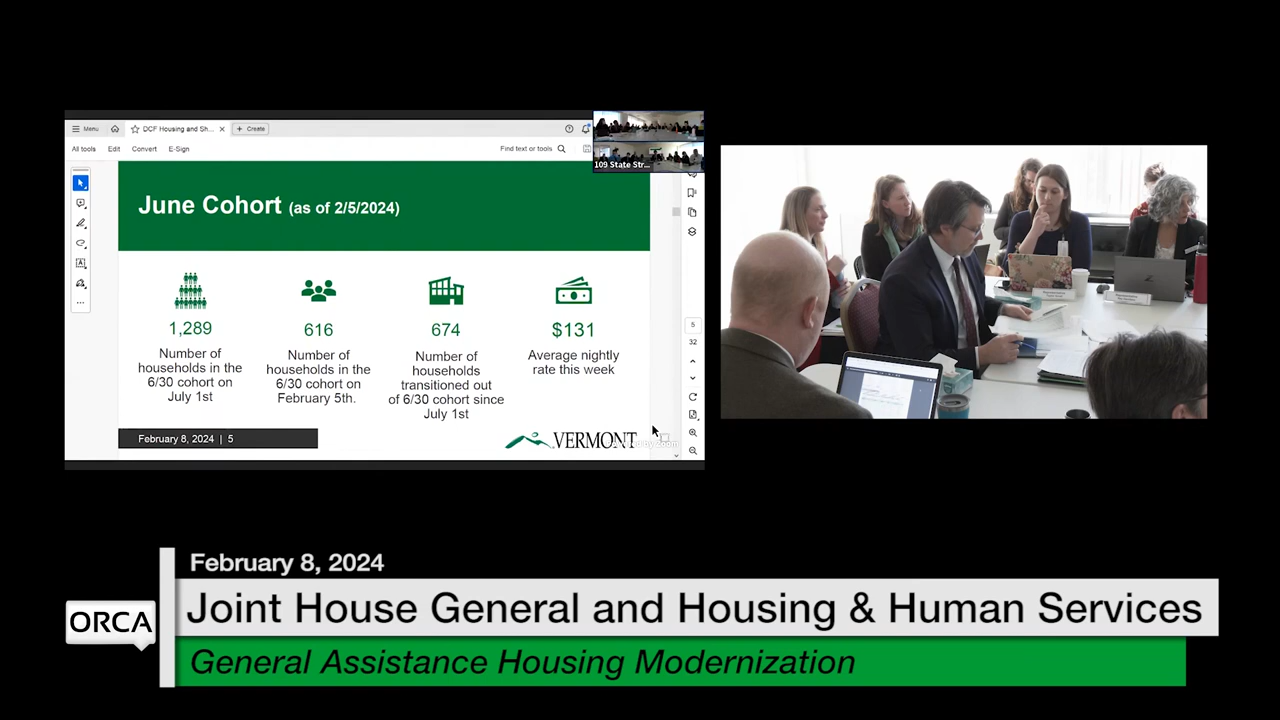 Menu
DCF Housing and Sh...
Create
All tools
Edit
Convert
E-Sign
Find text or tools
109 State Str...
June Cohort (as of 2/5/2024)
1,289
Number of
households in the
6/30 cohort on
July 1st
616
Number of
households in the
6/30 cohort on
February 5th.
674
Number of
households
transitioned out
of 6/30 cohort since
July 1st
$131
Average nightly
rate this week
5
32
February 8, 2024 | 5
VERMONT
February 8, 2024
ORCA
Joint House General and Housing & Human Services
General Assistance Housing Modernization